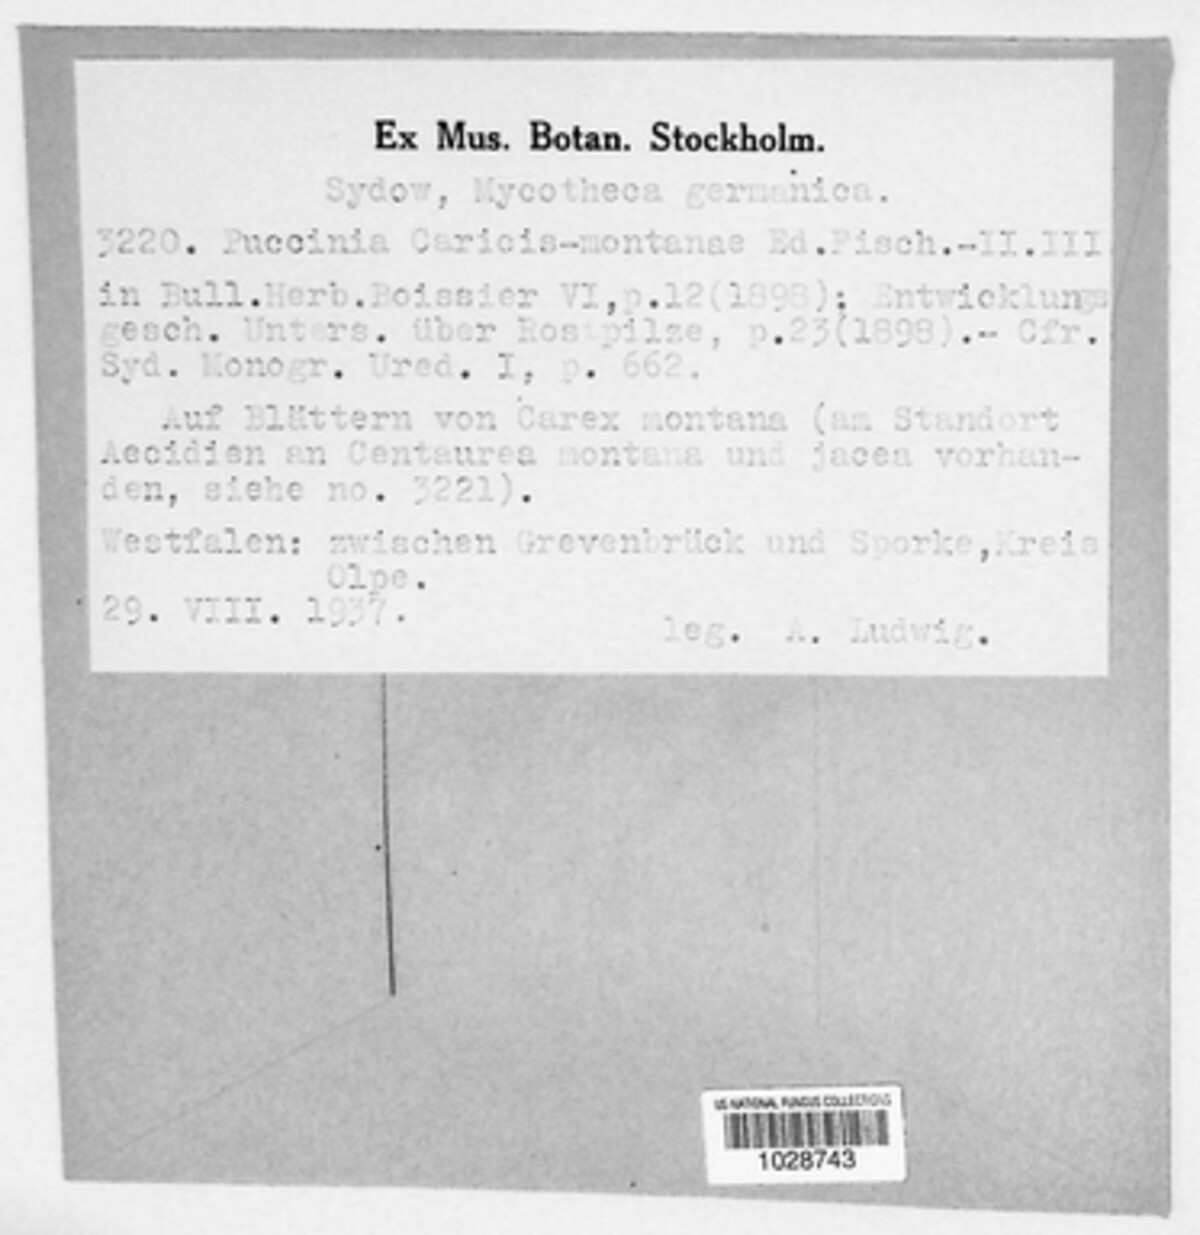 Ex Mus. Botan. Stockholm.
Sydow, Mycotheca germanica.
3220. Puccinia Caricis-montanae Ed.Fisch.-II.III
in Bull.Herb.Boissier VI,p.12(1898); Entwicklungs
gesch. Unters. über Rostpilze, p.23(1898).- Cfr.
Syd. Monogr. Ured. I, p. 662.
Auf Blättern von Carex montana (am Standort
Aecidien an Centaurea montana und jacea vorhan-
den, siehe no. 3221).
Westfalen: zwischen Grevenbrück und Sporke,Kreis
Olpe.
29. VIII. 1937.
leg. A. Ludwig.
US NATIONAL FUNGUS COLLECTIONS
1028743